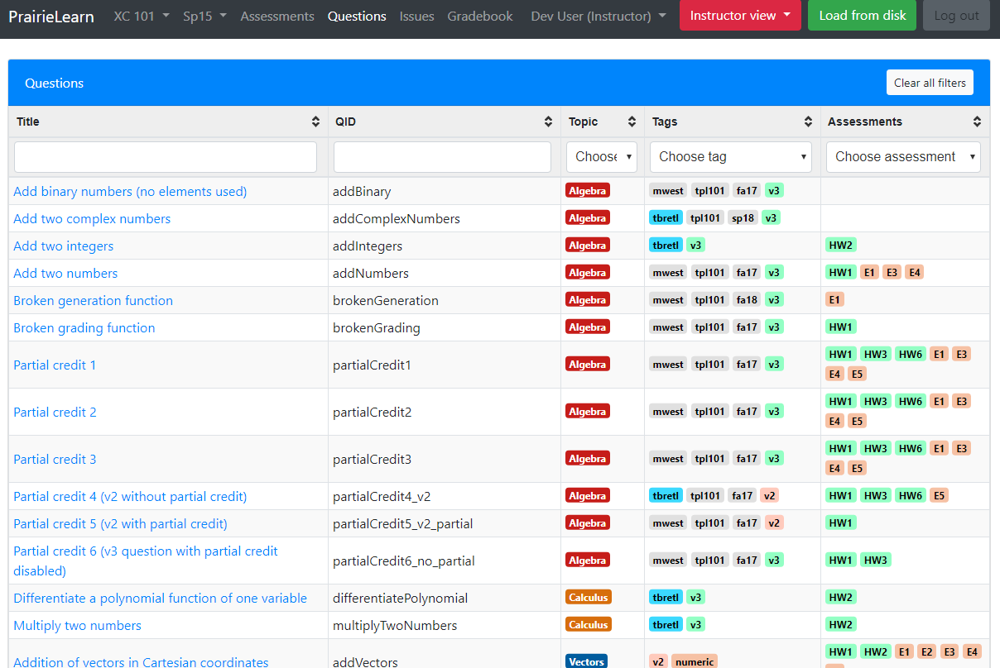 PrairieLearn XC 101 Sp15 Assessments Questions Issues Gradebook Dev User (Instructor) Instructor view Load from disk Log out
Questions Clear all filters
Title QID Topic Tags Assessments
Choose Choose tag Choose assessment
Add binary numbers (no elements used) addBinary Algebra mwest tpl101 fa17 v3
Add two complex numbers addComplexNumbers Algebra tbretl tpl101 sp18 v3
Add two integers addIntegers Algebra tbretl v3 HW2
Add two numbers addNumbers Algebra mwest tpl101 fa17 v3 HW1 E1 E3 E4
Broken generation function brokenGeneration Algebra mwest tpl101 fa18 v3 E1
Broken grading function brokenGrading Algebra mwest tpl101 fa17 v3 HW1
Partial credit 1 partialCredit1 Algebra mwest tpl101 fa17 v3 HW1 HW3 HW6 E1 E3
E4 E5
Partial credit 2 partialCredit2 Algebra mwest tpl101 fa17 v3 HW1 HW3 HW6 E1 E3
E4 E5
Partial credit 3 partialCredit3 Algebra mwest tpl101 fa17 v3 HW1 HW3 HW6 E1 E3
E4 E5
Partial credit 4 (v2 without partial credit) partialCredit4_v2 Algebra tbretl tpl101 fa17 v2 HW1 HW3 HW6 E5
Partial credit 5 (v2 with partial credit) partialCredit5_v2_partial Algebra mwest tpl101 fa17 v2 HW1
Partial credit 6 (v3 question with partial credit
disabled) partialCredit6_no_partial Algebra mwest tpl101 fa17 v3 HW1 HW3
Differentiate a polynomial function of one variable differentiatePolynomial Calculus tbretl v3 HW2
Multiply two numbers multiplyTwoNumbers Calculus tbretl v3 HW2
Addition of vectors in Cartesian coordinates addVectors Vectors v2 numeric HW1 HW2 E1 E2 E3 E4